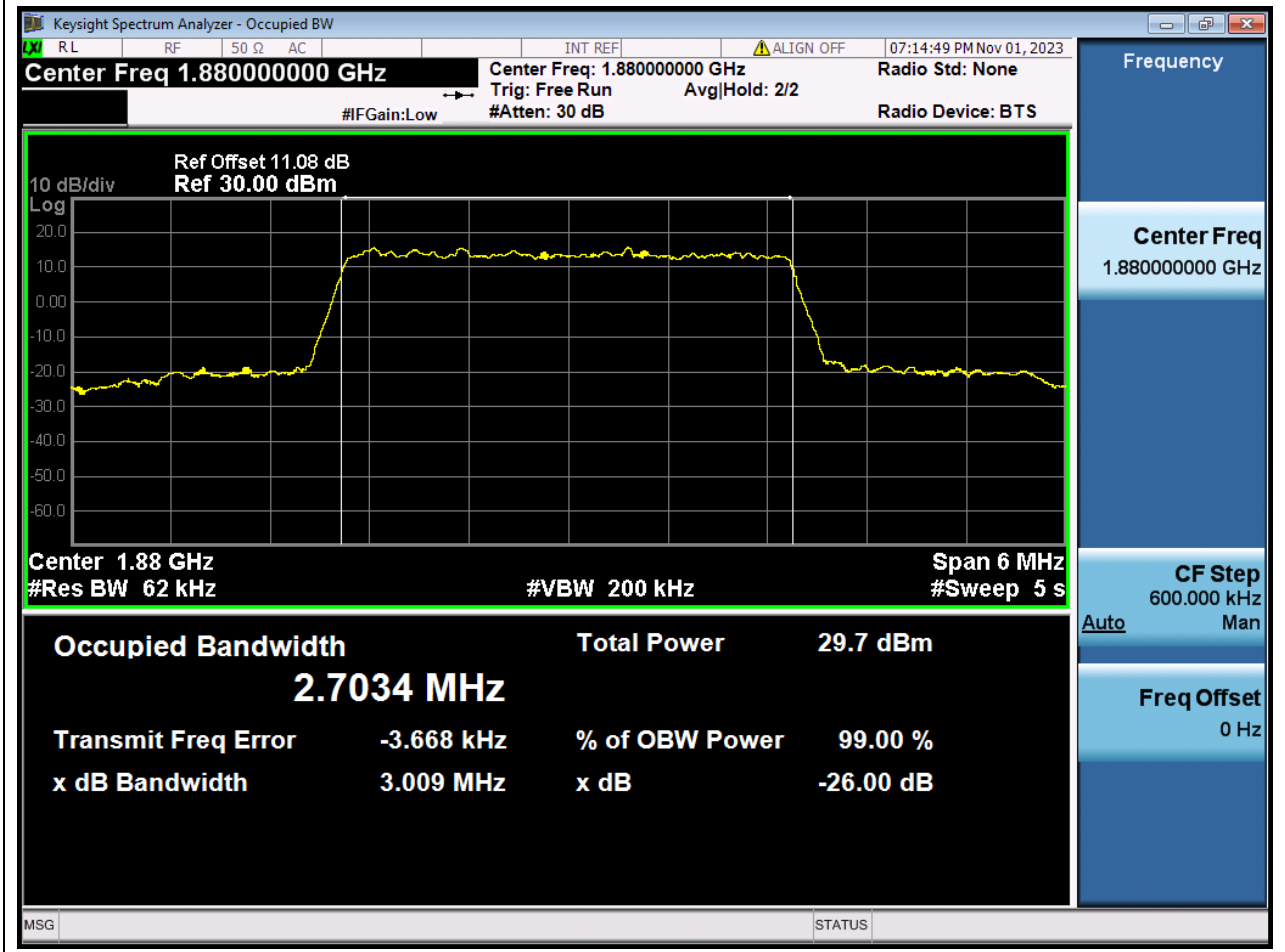 Keysight Spectrum Analyzer - Occupied BW
LXI RL RF 50 Ω AC INT REF ALIGN OFF 07:14:49 PM Nov 01, 2023
Center Freq 1.880000000 GHz
Center Freq: 1.880000000 GHz
Radio Std: None
Trig: Free Run Avg|Hold: 2/2
#IFGain:Low
#Atten: 30 dB
Radio Device: BTS
Ref Offset 11.08 dB
10 dB/div Ref 30.00 dBm
Log
20.0
10.0
0.00
-10.0
-20.0
-30.0
-40.0
-50.0
-60.0
Center 1.88 GHz Span 6 MHz
#Res BW 62 kHz #VBW 200 kHz #Sweep 5 s
Occupied Bandwidth Total Power 29.7 dBm
2.7034 MHz
Transmit Freq Error -3.668 kHz % of OBW Power 99.00 %
x dB Bandwidth 3.009 MHz x dB -26.00 dB
MSG STATUS
Frequency
Center Freq
1.880000000 GHz
CF Step
600.000 kHz
Auto Man
Freq Offset
0 Hz